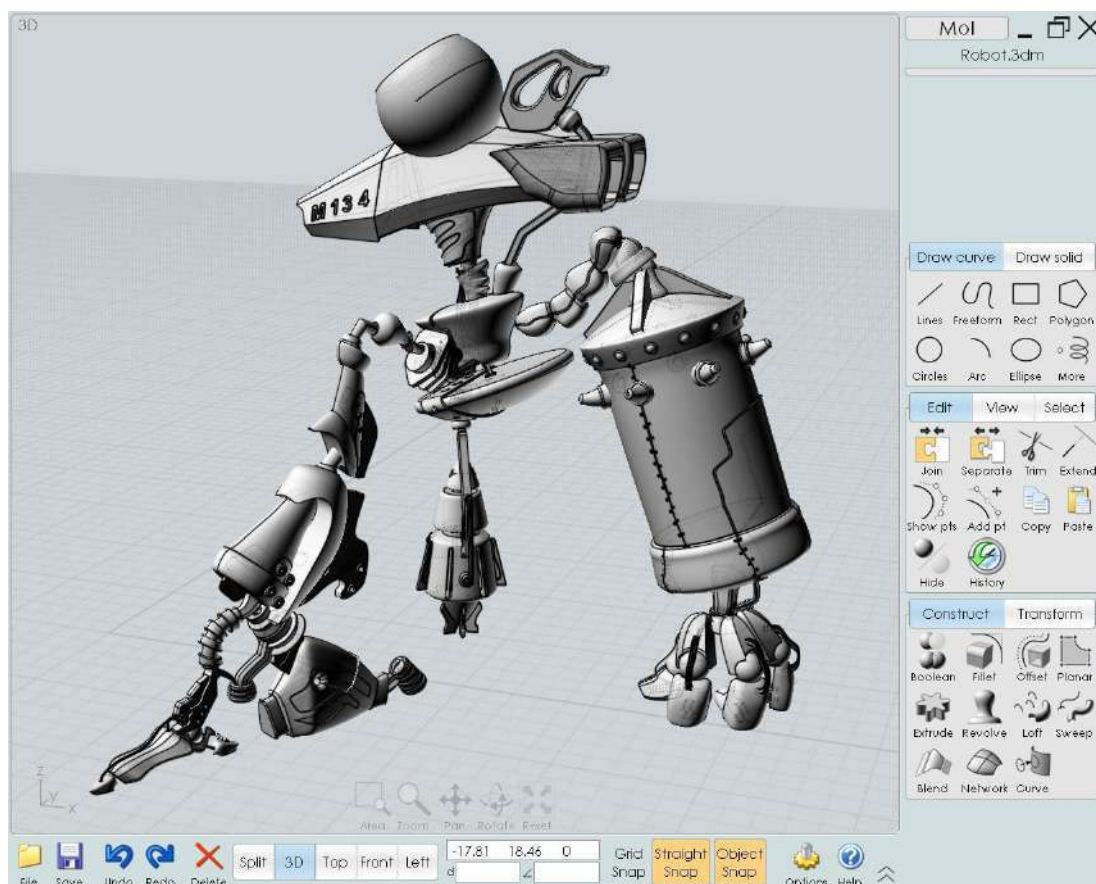 3D
MoI
Robot.3dm
M 134
Draw curve Draw solid
Lines Freeform Rect Polygon
Circles Arc Ellipse More
Edit View Select
Join Separate Trim Extend
Show pts Add pt Copy Paste
Hide History
Construct Transform
Boolean Fillet Offset Planar
Extrude Revolve Loft Sweep
Blend Network Curve
z
y
x
Area Zoom Pan Rotate Reset
File Save Undo Redo Delete
Split 3D Top Front Left
-17.81 18.46 0
d
Grid Snap
Straight Snap
Object Snap
Options Help